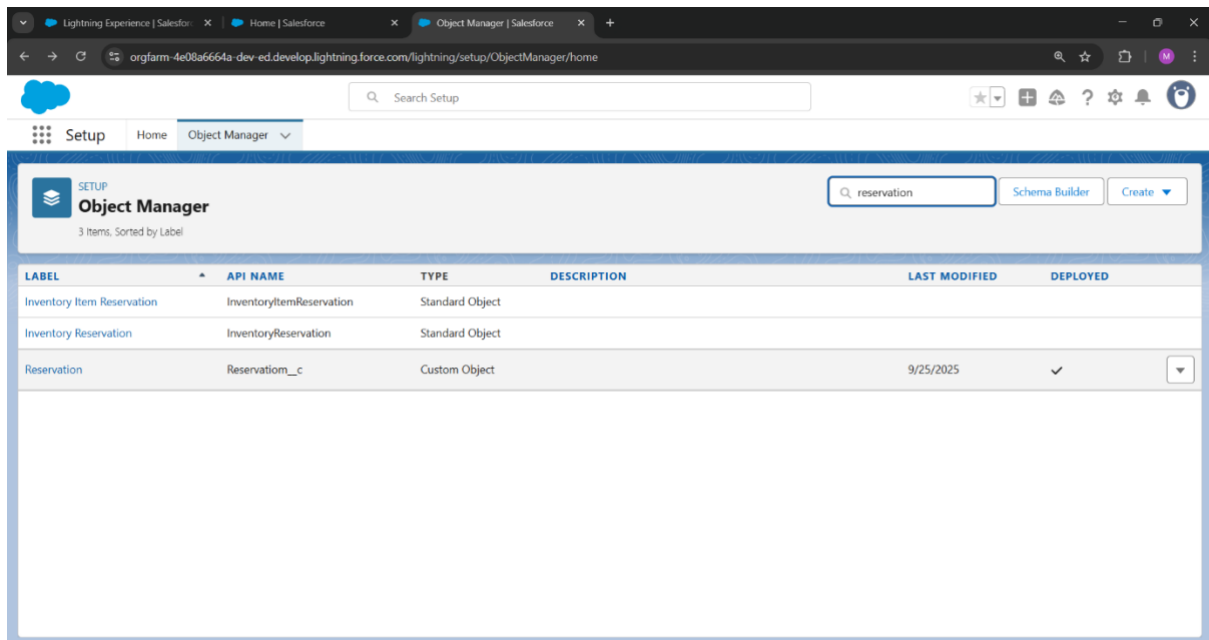 Lightning Experience | Salesfor
Home | Salesforce
Object Manager | Salesforce
orgfarm-4e08a6664a-dev-ed.develop.lightning.force.com/lightning/setup/ObjectManager/home
M
Search Setup
Setup
Home
Object Manager
SETUP
Object Manager
3 Items, Sorted by Label
reservation
Schema Builder
Create
LABEL API NAME TYPE DESCRIPTION LAST MODIFIED DEPLOYED
Inventory Item Reservation InventoryItemReservation Standard Object
Inventory Reservation InventoryReservation Standard Object
Reservation Reservatiom__c Custom Object 9/25/2025